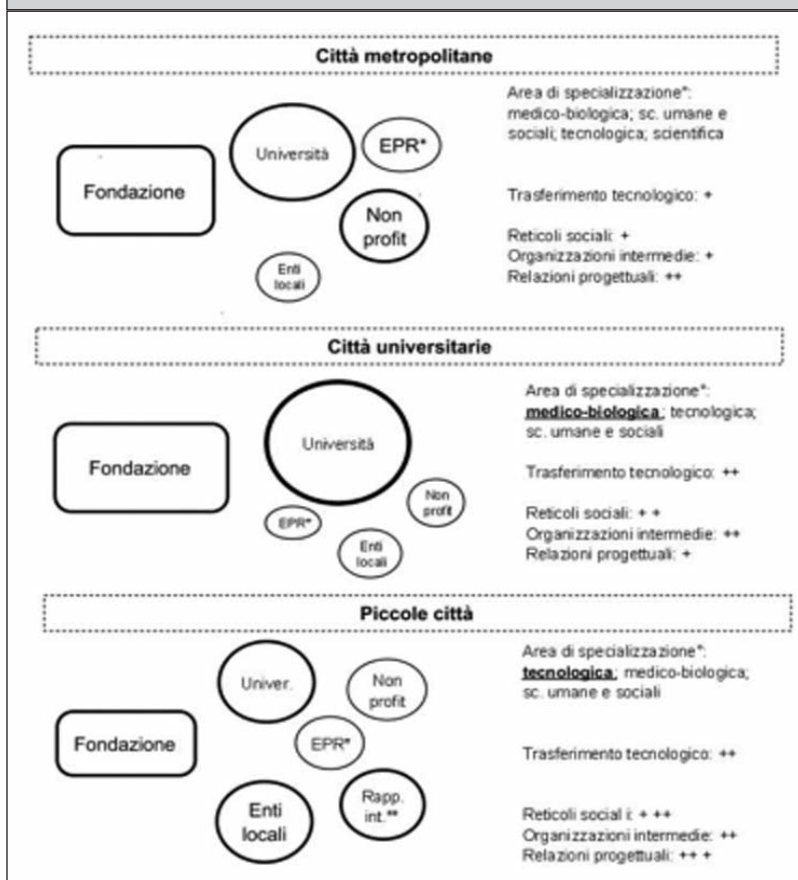 Città metropolitane
Fondazione
Università
EPR*
Non
profit
Enti
locali
Area di specializzazione*:
medico-biologica; sc. umane e
sociali; tecnologica; scientifica
Trasferimento tecnologico: +
Reticoli sociali: +
Organizzazioni intermedie: +
Relazioni progettuali: ++
Città universitarie
Fondazione
Università
EPR*
Enti
locali
Non
profit
Area di specializzazione*:
medico-biologica; tecnologica;
sc. umane e sociali
Trasferimento tecnologico: ++
Reticoli sociali: + +
Organizzazioni intermedie: ++
Relazioni progettuali: +
Piccole città
Fondazione
Univer.
Non
profit
EPR*
Enti
locali
Rapp.
int.**
Area di specializzazione*:
tecnologica; medico-biologica;
sc. umane e sociali
Trasferimento tecnologico: ++
Reticoli social i: + ++
Organizzazioni intermedie: ++
Relazioni progettuali: ++ +